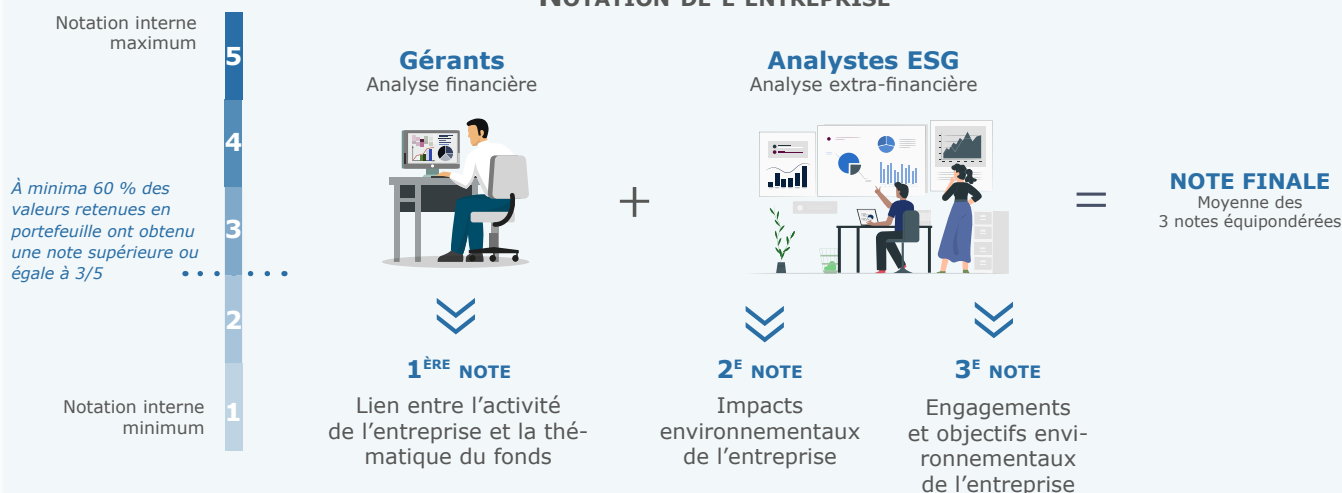 NOTATION DE L'ENTREPRISE
Notation interne
maximum
5
4
3
2
1
À minima 60 % des
valeurs retenues en
portefeuille ont obtenu
une note supérieure ou
égale à 3/5
Notation interne
minimum
Gérants
Analyse financière
+
Analystes ESG
Analyse extra-financière
=
NOTE FINALE
Moyenne des
3 notes équipondérées
1ÈRE NOTE
Lien entre l’activité
de l’entreprise et la thé-
matique du fonds
2E NOTE
Impacts
environnementaux
de l’entreprise
3E NOTE
Engagements
et objectifs envi-
ronnementaux
de l’entreprise